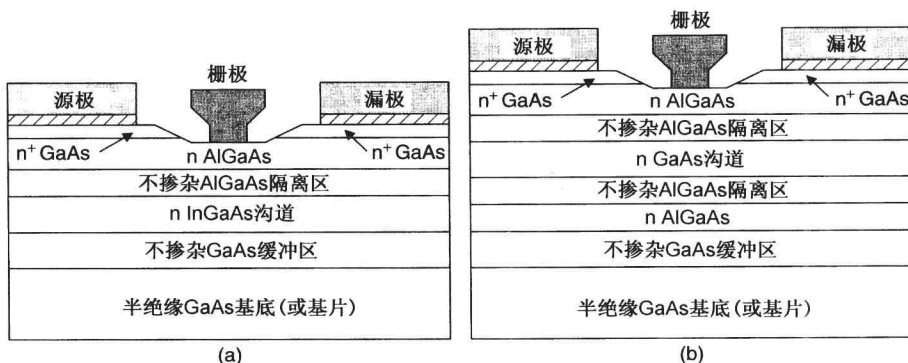 源极
栅极
漏极
n+ GaAs
n AlGaAs
n+ GaAs
不掺杂AlGaAs隔离区
n InGaAs沟道
不掺杂GaAs缓冲区
半绝缘GaAs基底(或基片)
(a)
源极
栅极
漏极
n+ GaAs
n AlGaAs
n+ GaAs
不掺杂AlGaAs隔离区
n GaAs沟道
不掺杂AlGaAs隔离区
n AlGaAs
不掺杂GaAs缓冲区
半绝缘GaAs基底(或基片)
(b)